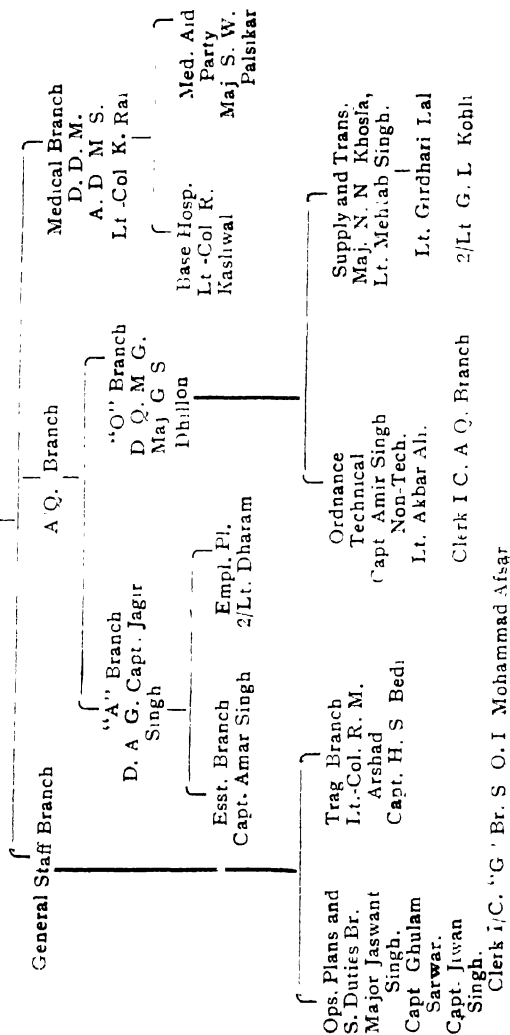 General Staff Branch
A Q. Branch
Medical Branch
D. D. M.
A. D M S.
Lt -Col K. Rai
"A" Branch
D. A G. Capt. Jagir
Singh
"O" Branch
D Q. M G.
Maj G S
Dhillon
Base Hosp.
Lt -Col R.
Kasliwal
Med. Aid
Party
Maj S. W.
Palsikar
Esst. Branch
Capt. Amar Singh
Empl. Pl.
2/Lt. Dharam
Ops. Plans and
S. Duties Br.
Major Jaswant
Singh.
Capt Ghulam
Sarwar.
Capt. Jiwan
Singh.
Trag Branch
Lt.-Col. R. M.
Arshad
Capt. H. S Bedi
Ordnance
Technical
Capt Amir Singh
Non-Tech.
Lt. Akbar Ali.
Supply and Trans.
Maj. N. N Khosla,
Lt. Mehtab Singh.
Lt. Girdhari Lal
2/Lt G. L Kohli
Clerk I C. A Q. Branch
Clerk i/C. "G' Br. S O. I Mohammad Afsar